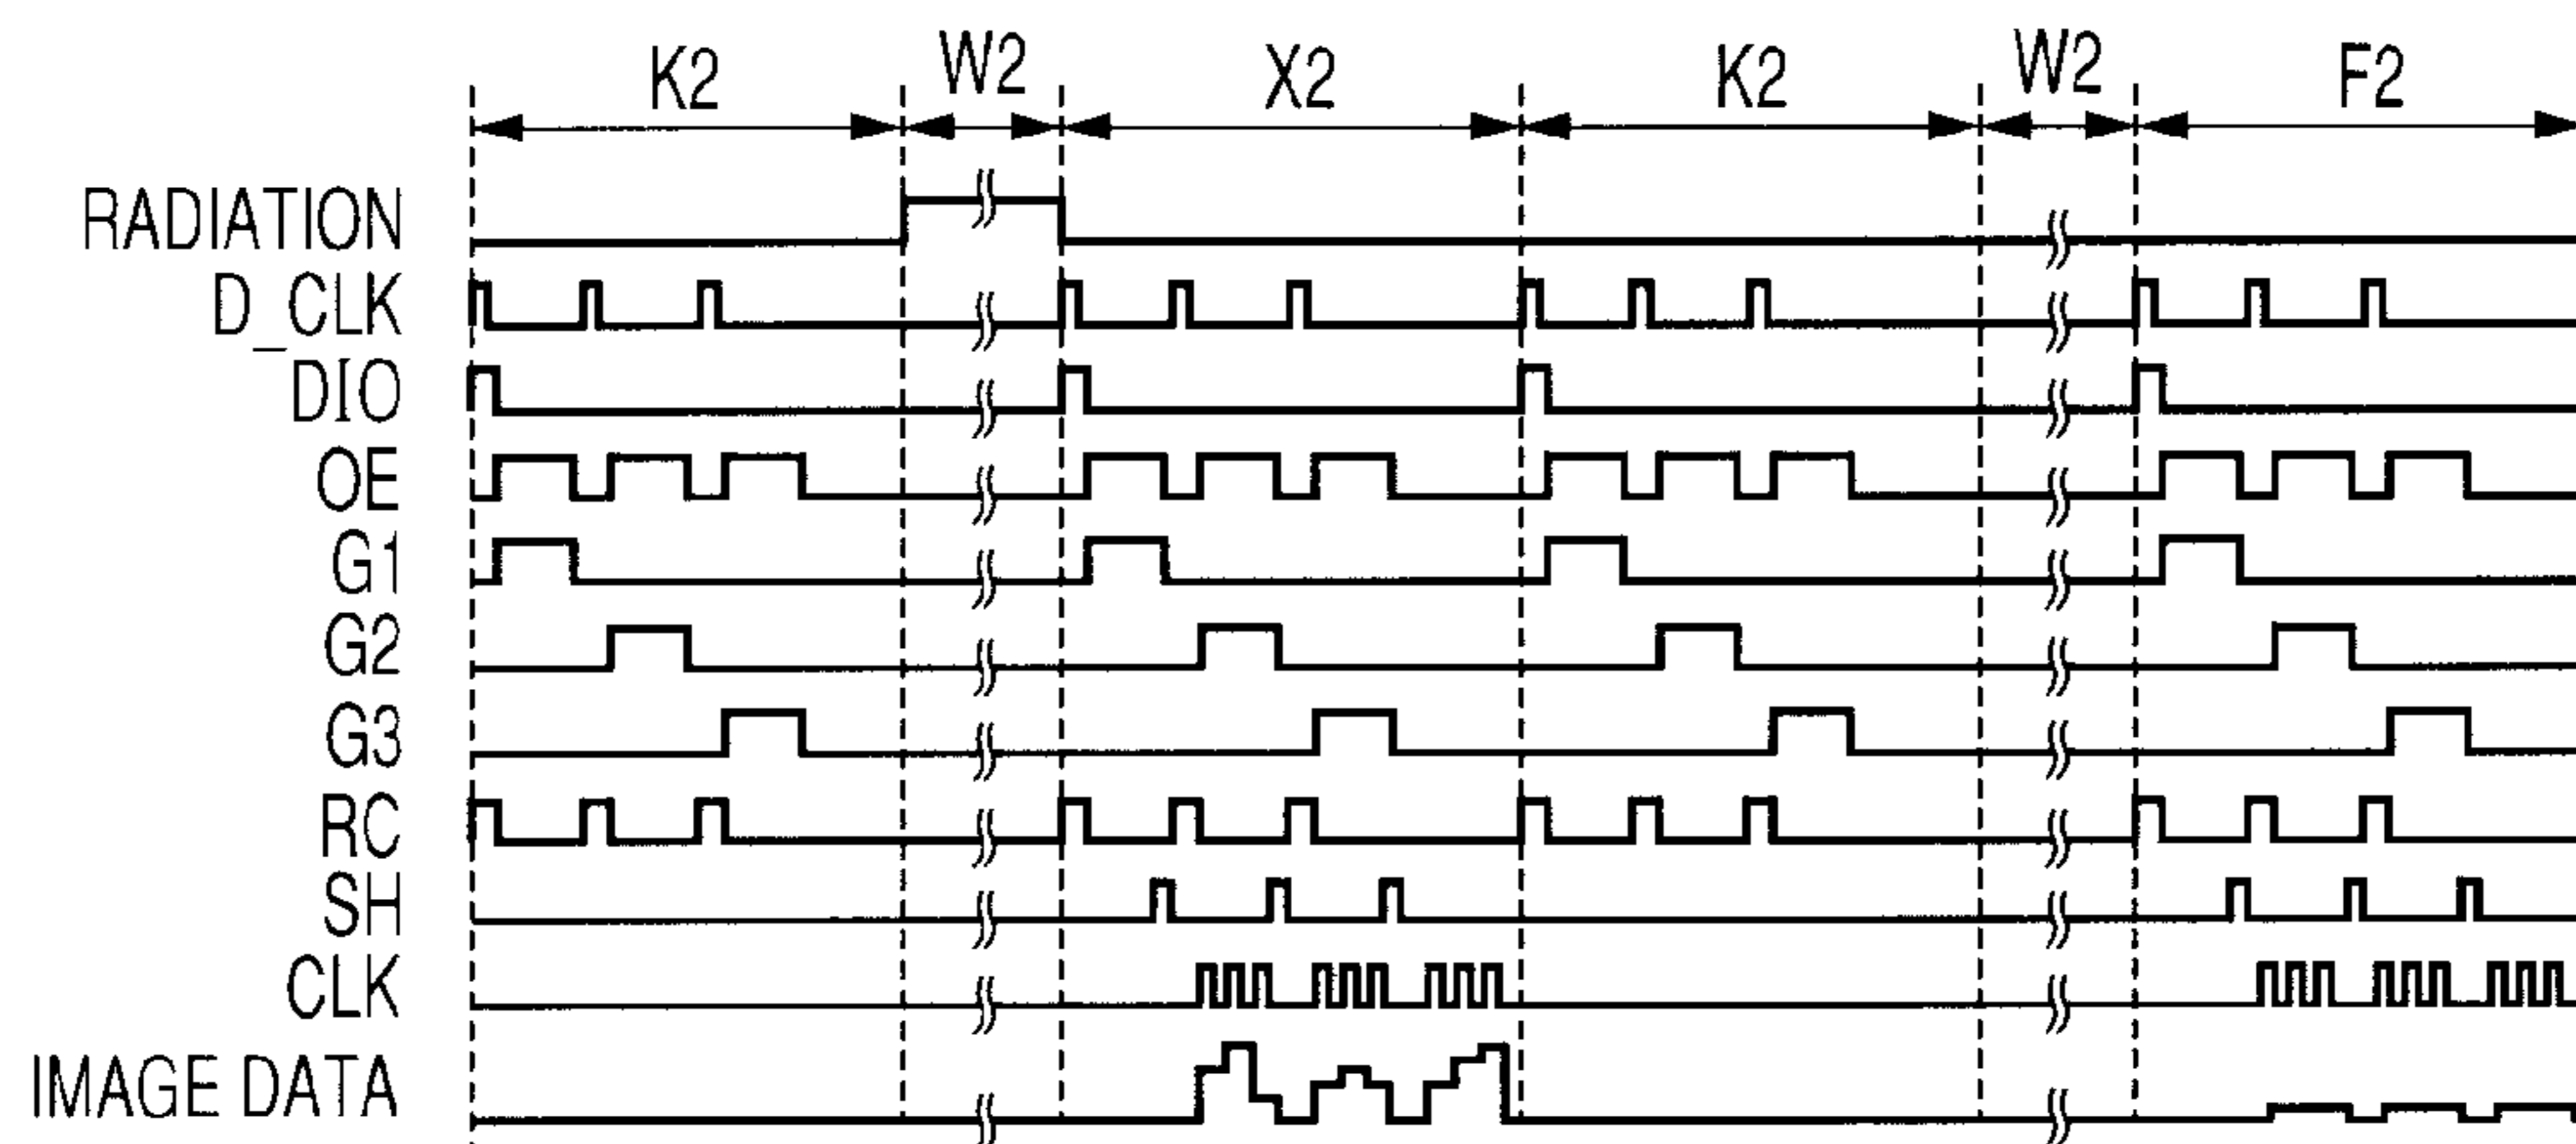 K2 W2 X2 K2 W2 F2
RADIATION
D_CLK
DIO
OE
G1
G2
G3
RC
SH
CLK
IMAGE DATA